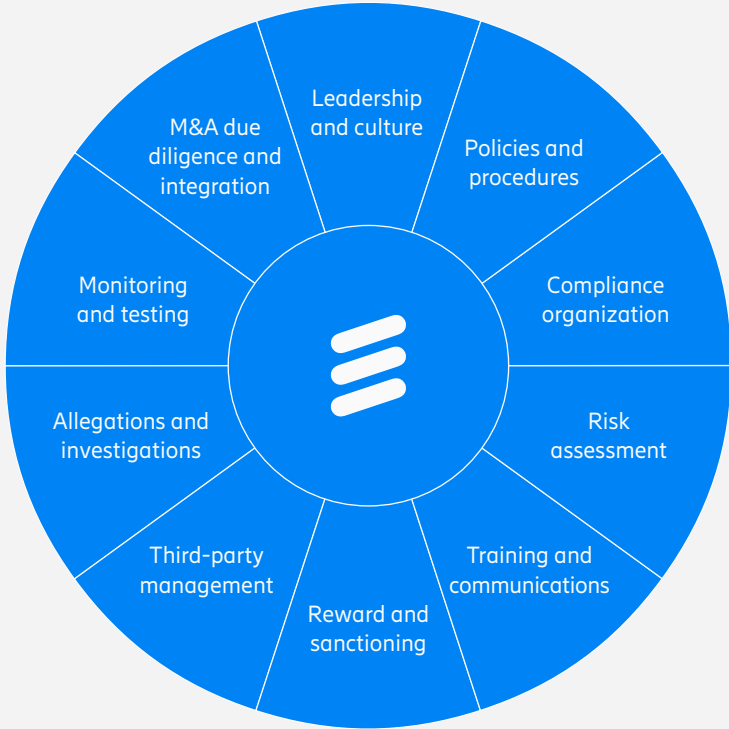 Leadership
and culture
Policies and
procedures
Compliance
organization
Risk
assessment
Training and
communications
Reward and
sanctioning
Third-party
management
Allegations and
investigations
Monitoring
and testing
M&A due
diligence and
integration